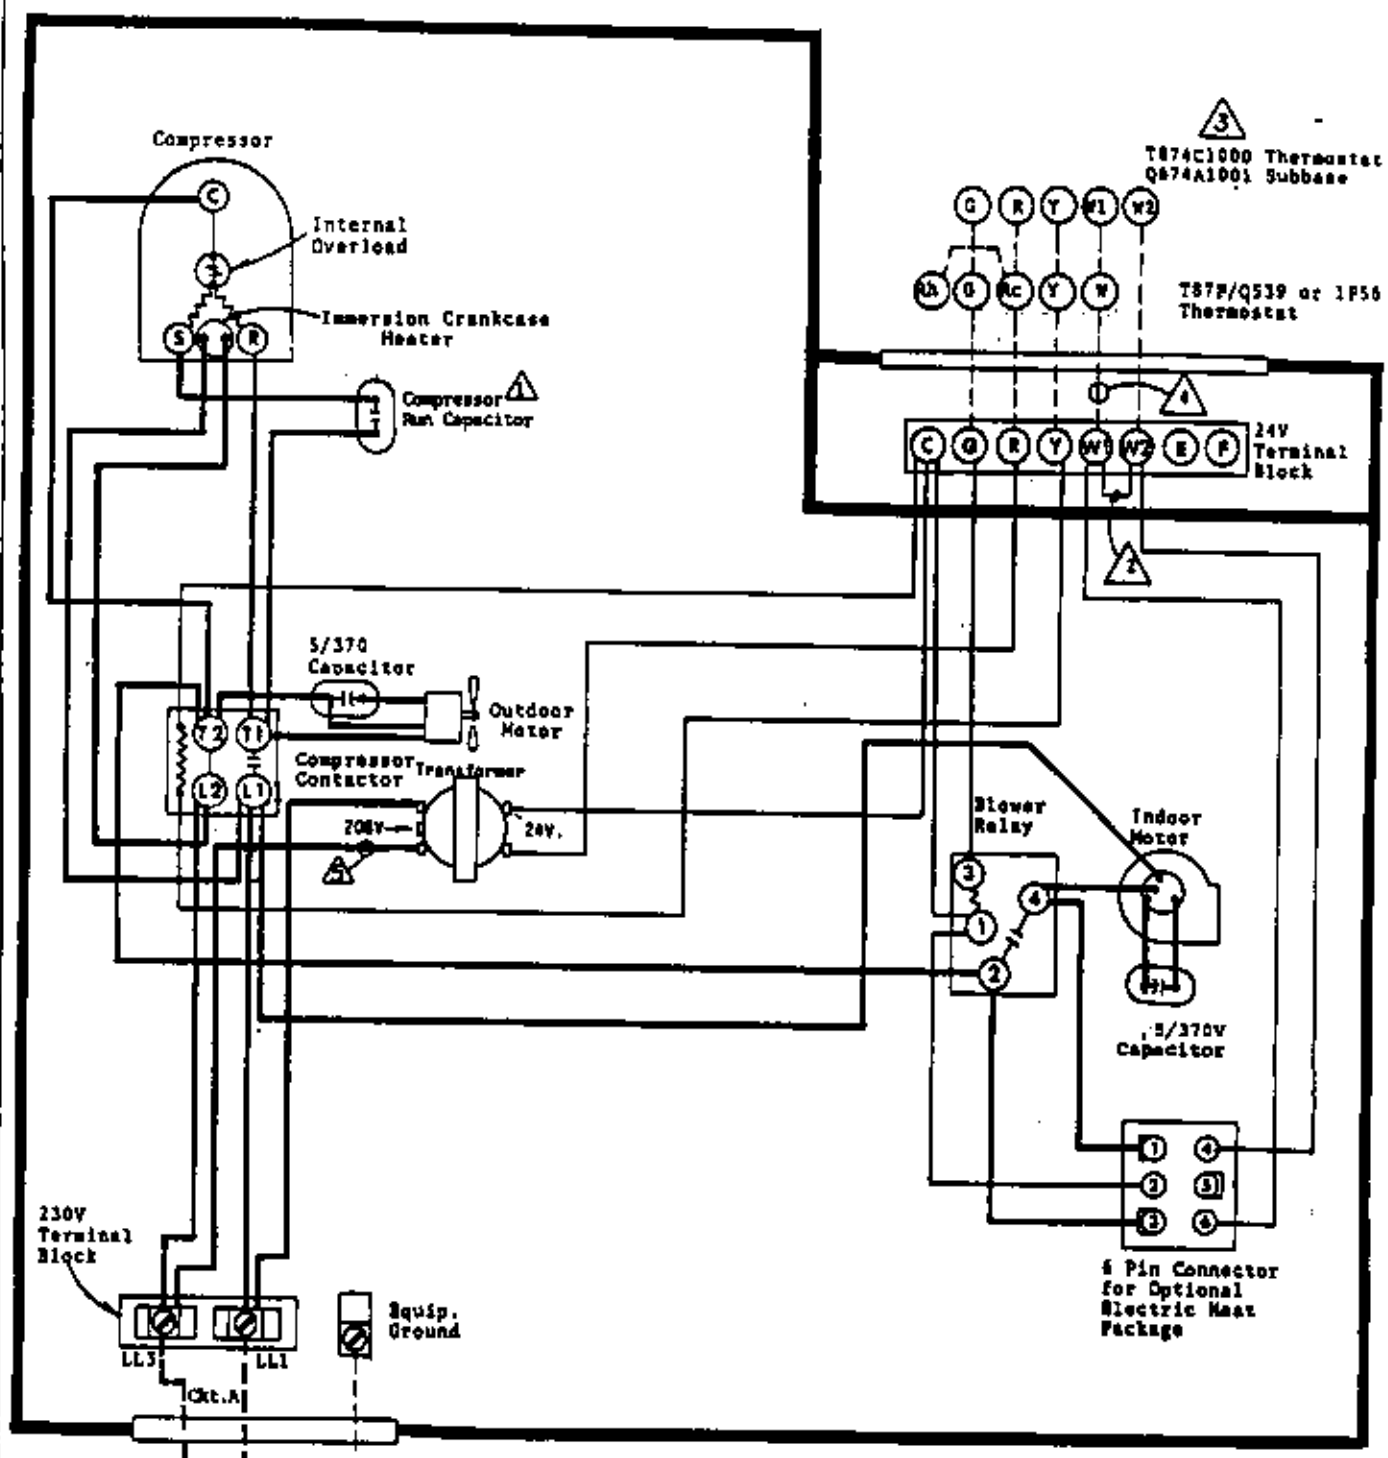 3
T874C1000 Thermostat
Q674A1001 Subbase
G R Y W1 W2
Compressor
C
Internal
Overload
Rh G Rc Y W
T87F/Q539 or 1F56
Thermostat
Immersion Crankcase
Heater
S R
1
Compressor
Run Capacitor
4
C G R Y W1 W2 E F
24V
Terminal
Block
2
5/370
Capacitor
Outdoor
Motor
T2 T1
L2 L1
Compressor
Contactor
Transformer
208V
24V.
5
Blower
Relay
Indoor
Motor
3
4
1
2
5/370V
Capacitor
1 4
2 5
3 6
6 Pin Connector
for Optional
Electric Heat
Package
230V
Terminal
Block
LL3
LL1
Ckt.A
Equip.
Ground